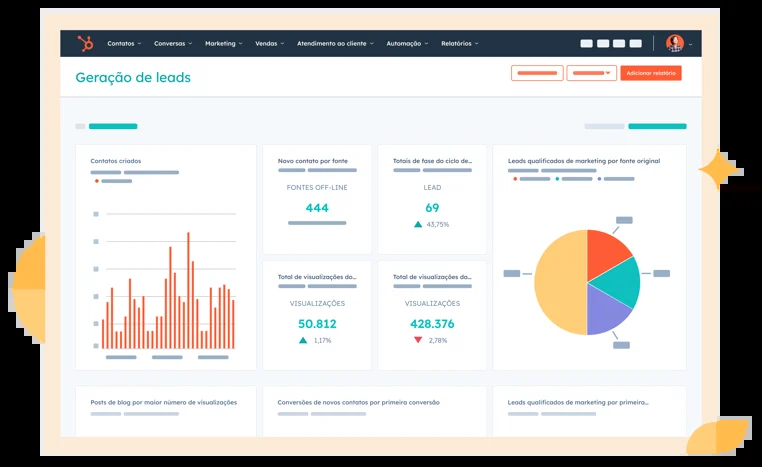 Contatos Conversas Marketing Vendas Atendimento ao cliente Automação Relatórios
Geração de leads
Adicionar relatório
Contatos criados
Novo contato por fonte
FONTES OFF-LINE
444
Totais de fase do ciclo de...
LEAD
69
43,75%
Leads qualificados de marketing por fonte original
Total de visualizações da...
VISUALIZAÇÕES
50.812
1,17%
Total de visualizações da...
VISUALIZAÇÕES
428.376
2,78%
Posts de blog por maior número de visualizações
Conversões de novos contatos por primeira conversão
Leads qualificados de marketing por primeira...